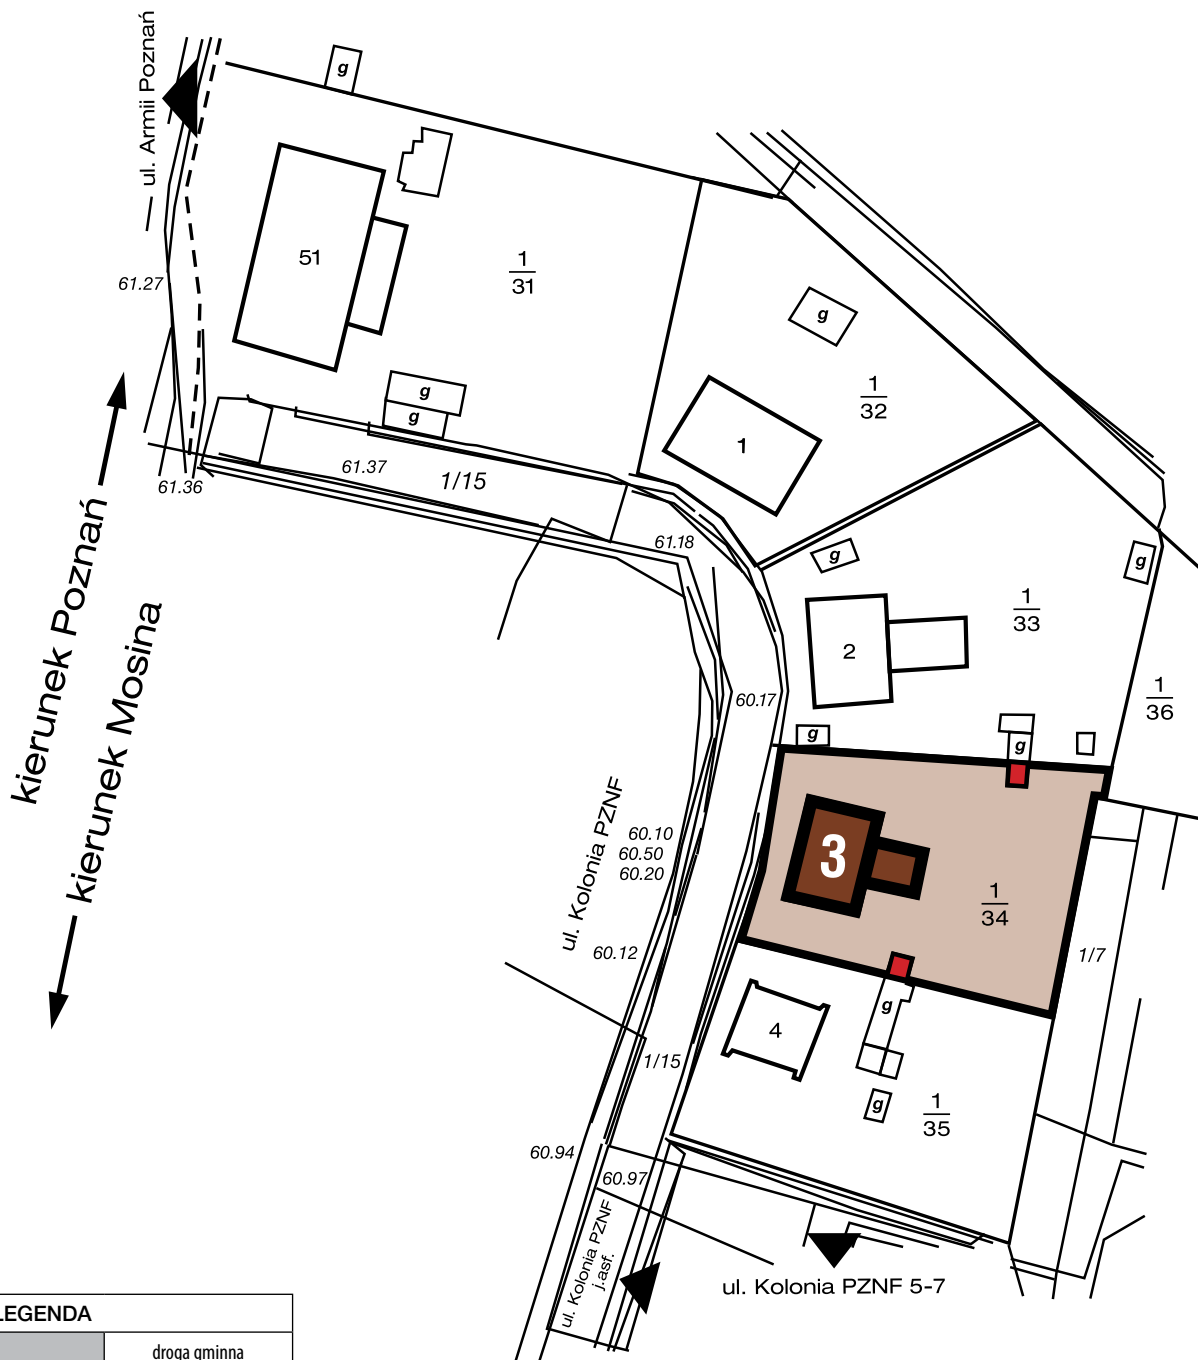 ul. Armii Poznań
g
51
1
31
61.27
g
g
g
1
32
1
61.37
1/15
61.36
61.18
g
g
1
33
2
1
36
kierunek Poznań
kierunek Mosina
60.17
g
g
ul. Kolonia PZNF
60.10
60.50
60.20
3
1
34
60.12
1/7
g
4
1/15
g
1
35
60.94
60.97
ul. Kolonia PZNF
j.asf.
ul. Kolonia PZNF 5-7
LEGENDA
droga gminna